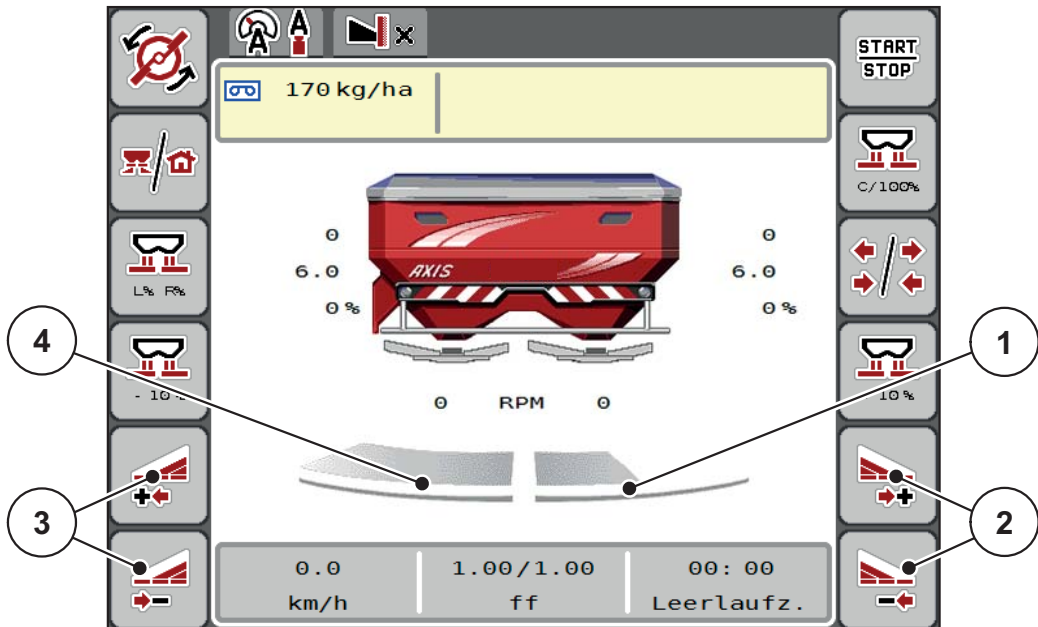 A A x
START
STOP
170 kg/ha
C/100%
0 0
6.0 AXIS 6.0
0% 0%
L% R%
4 1
- 10% 10%
0 RPM 0
3 2
0.0 1.00/1.00 00:00
km/h ff Leerlaufz.